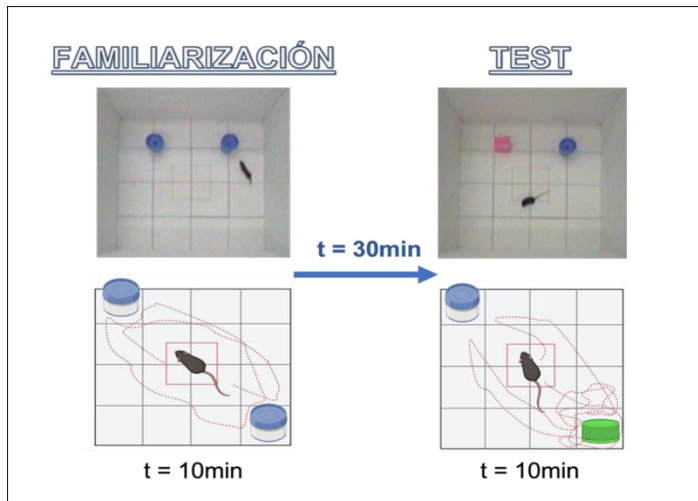 FAMILIARIZACIÓN
TEST
t = 30min
t = 10min
t = 10min